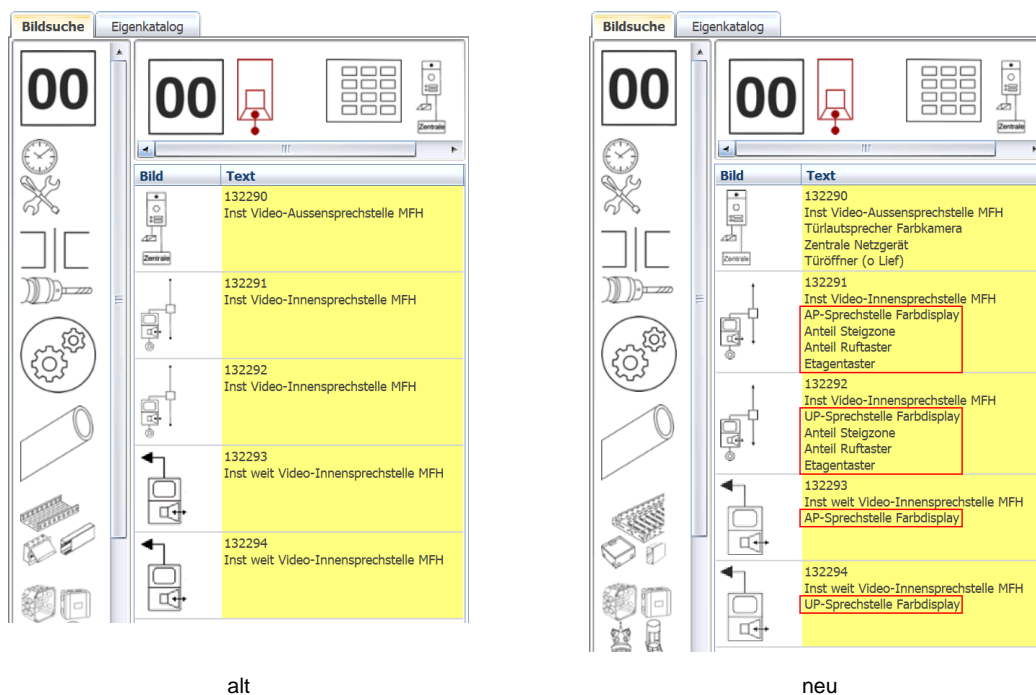 Bildsuche
Eigenkatalog
00
00
Zentrale
Bild
Text
132290
Inst Video-Aussensprechstelle MFH
Zentrale
132291
Inst Video-Innensprechstelle MFH
132292
Inst Video-Innensprechstelle MFH
132293
Inst weit Video-Innensprechstelle MFH
132294
Inst weit Video-Innensprechstelle MFH
alt
Bildsuche
Eigenkatalog
00
00
Zentrale
Bild
Text
132290
Inst Video-Aussensprechstelle MFH
Türlautsprecher Farbkamera
Zentrale Netzgerät
Türöffner (o Lief)
Zentrale
132291
Inst Video-Innensprechstelle MFH
AP-Sprechstelle Farbdisplay
Anteil Steigzone
Anteil Ruftaster
Etagentaster
132292
Inst Video-Innensprechstelle MFH
UP-Sprechstelle Farbdisplay
Anteil Steigzone
Anteil Ruftaster
Etagentaster
132293
Inst weit Video-Innensprechstelle MFH
AP-Sprechstelle Farbdisplay
132294
Inst weit Video-Innensprechstelle MFH
UP-Sprechstelle Farbdisplay
neu